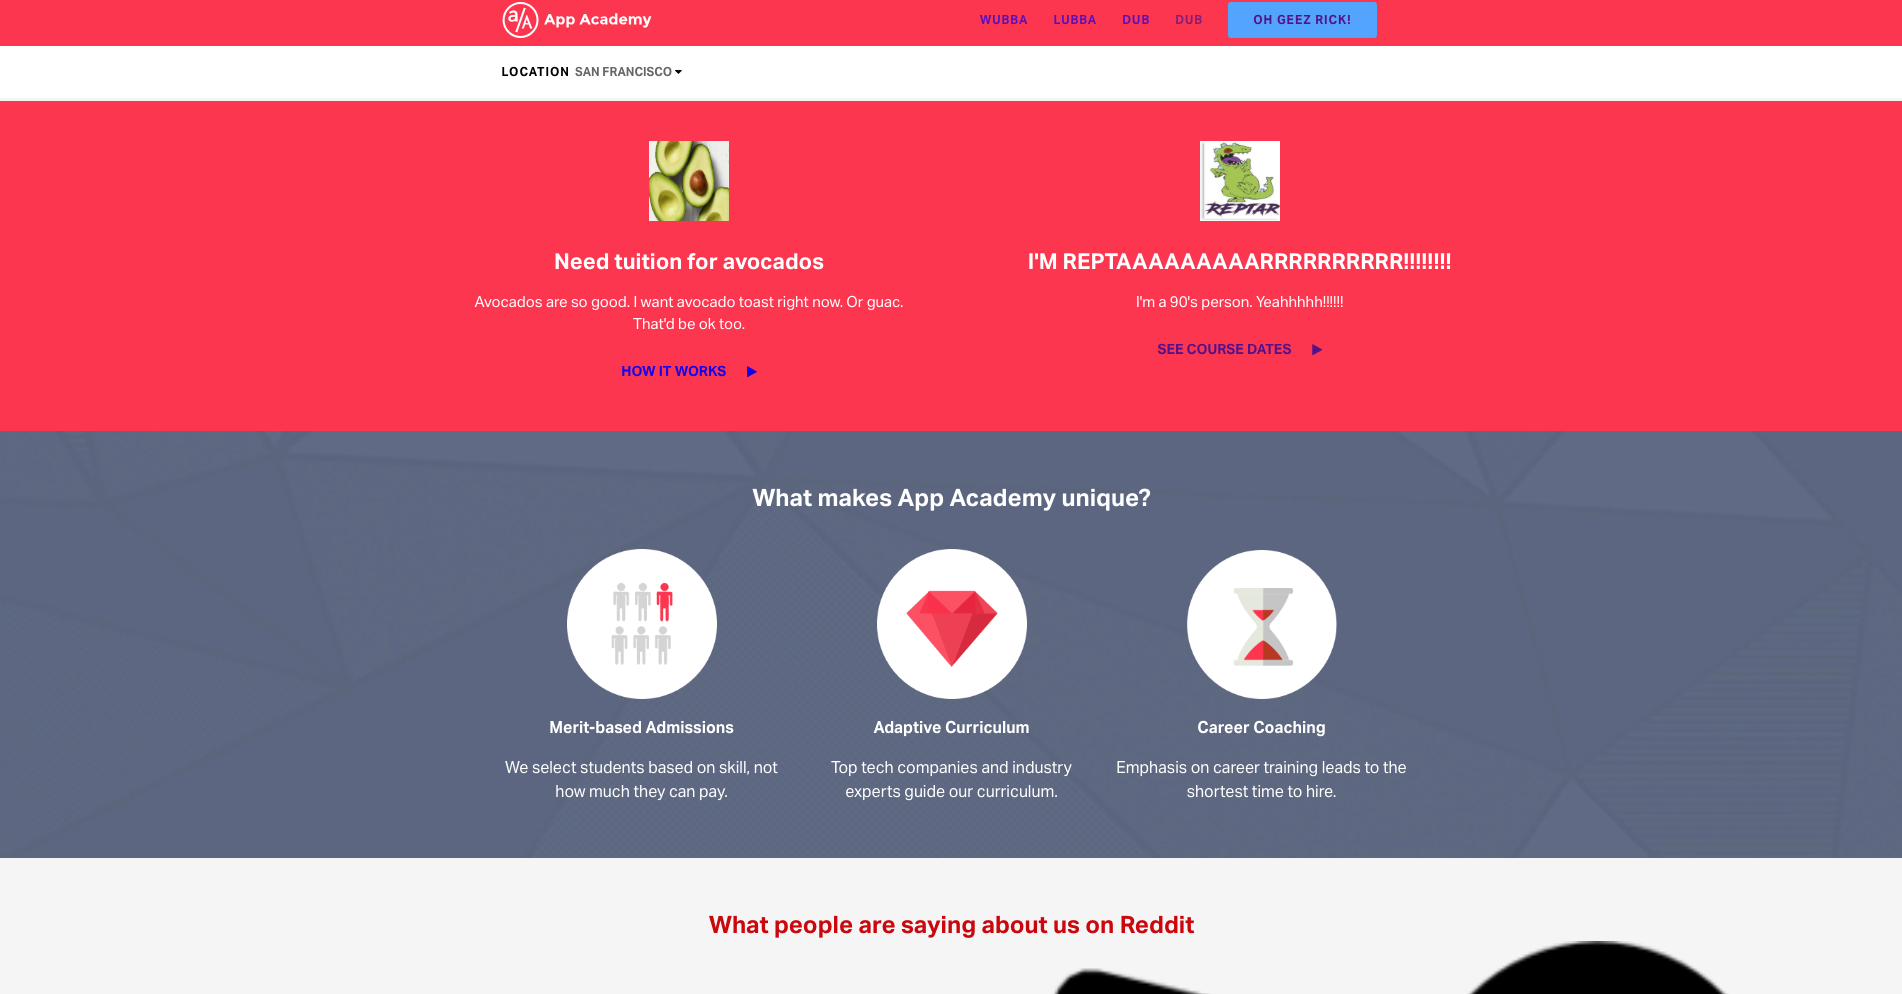 a/A App Academy
WUBBA LUBBA DUB DUB OH GEEZ RICK!
LOCATION SAN FRANCISCO
REPTAR
Need tuition for avocados
Avocados are so good. I want avocado toast right now. Or guac.
That'd be ok too.
HOW IT WORKS
I'M REPTAAAAAAAAARRRRRRRRRR!!!!!!!!
I'm a 90's person. Yeahhhhh!!!!!!
SEE COURSE DATES
What makes App Academy unique?
Merit-based Admissions
We select students based on skill, not
how much they can pay.
Adaptive Curriculum
Top tech companies and industry
experts guide our curriculum.
Career Coaching
Emphasis on career training leads to the
shortest time to hire.
What people are saying about us on Reddit